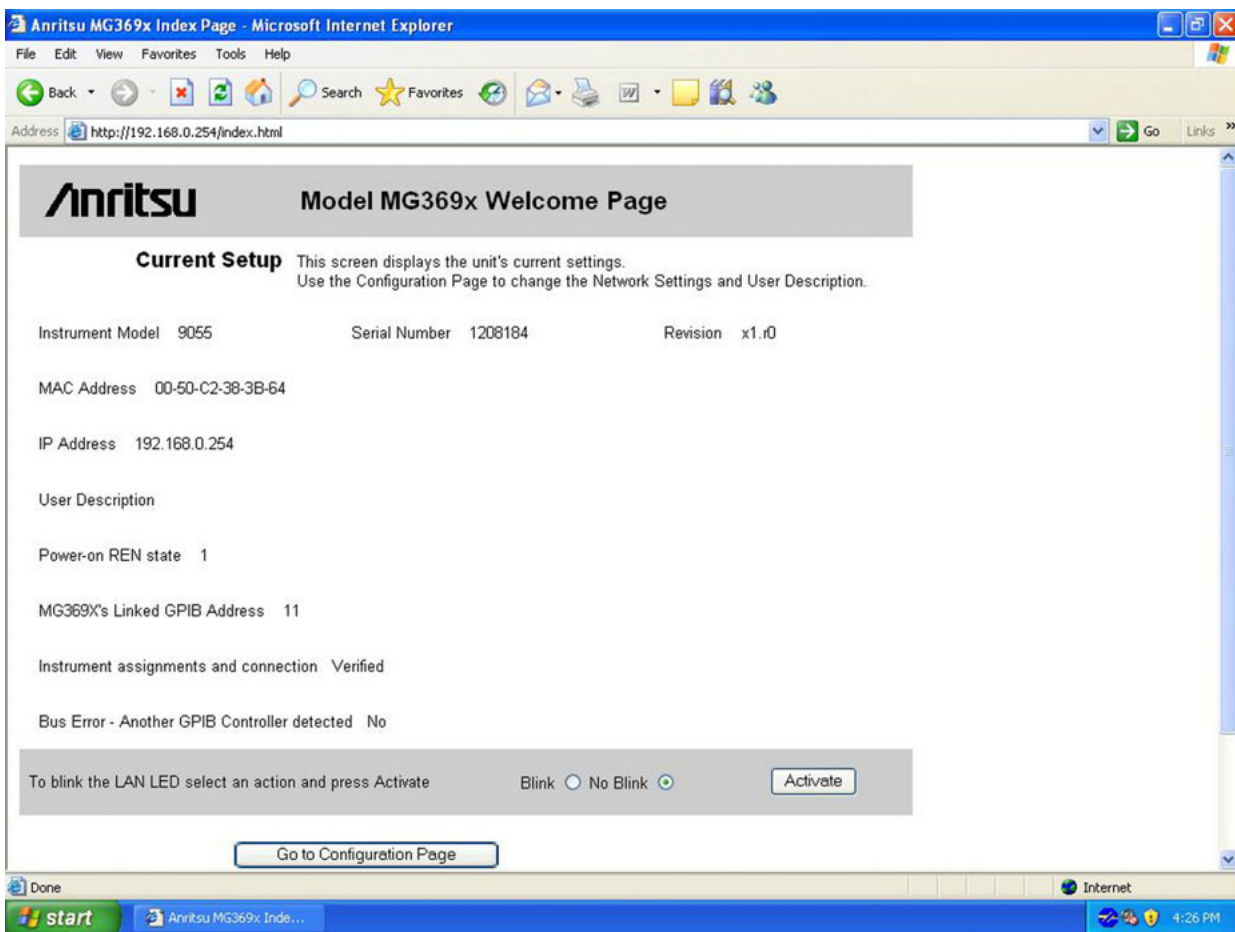 Anritsu MG369x Index Page - Microsoft Internet Explorer
File Edit View Favorites Tools Help
Back Search Favorites
Address http://192.168.0.254/index.html Go Links »
Anritsu Model MG369x Welcome Page
Current Setup This screen displays the unit's current settings.
Use the Configuration Page to change the Network Settings and User Description.
Instrument Model 9055 Serial Number 1208184 Revision x1.r0
MAC Address 00-50-C2-38-3B-64
IP Address 192.168.0.254
User Description
Power-on REN state 1
MG369X's Linked GPIB Address 11
Instrument assignments and connection Verified
Bus Error - Another GPIB Controller detected No
To blink the LAN LED select an action and press Activate Blink No Blink Activate
Go to Configuration Page
Done Internet
start Anritsu MG369x Inde... 4:26 PM